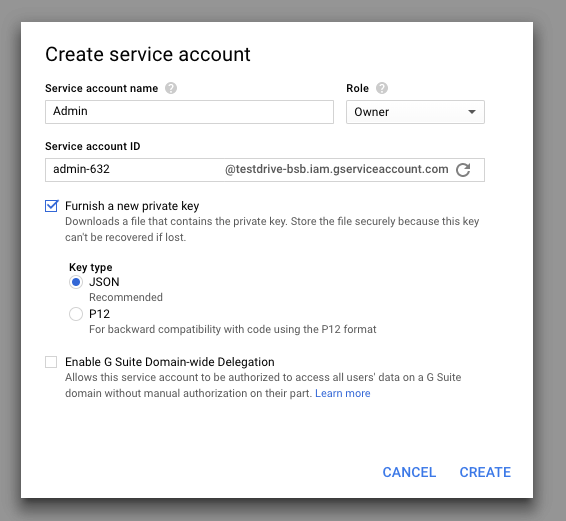 Create service account
Service account name ?
Role ?
Admin
Owner
Service account ID
admin-632 @testdrive-bsb.iam.gserviceaccount.com
Furnish a new private key
Downloads a file that contains the private key. Store the file securely because this key
can't be recovered if lost.
Key type
JSON
Recommended
P12
For backward compatibility with code using the P12 format
Enable G Suite Domain-wide Delegation
Allows this service account to be authorized to access all users' data on a G Suite
domain without manual authorization on their part. Learn more
CANCEL CREATE